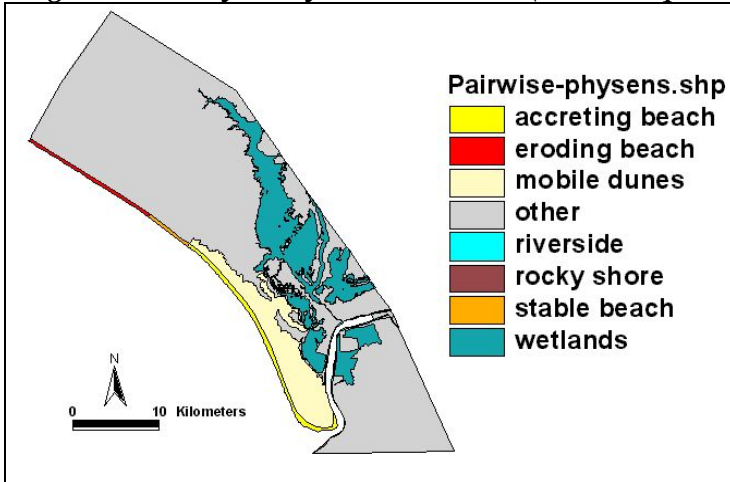 Pairwise-physens.shp
accreting beach
eroding beach
mobile dunes
other
riverside
rocky shore
stable beach
wetlands
N
0 10 Kilometers